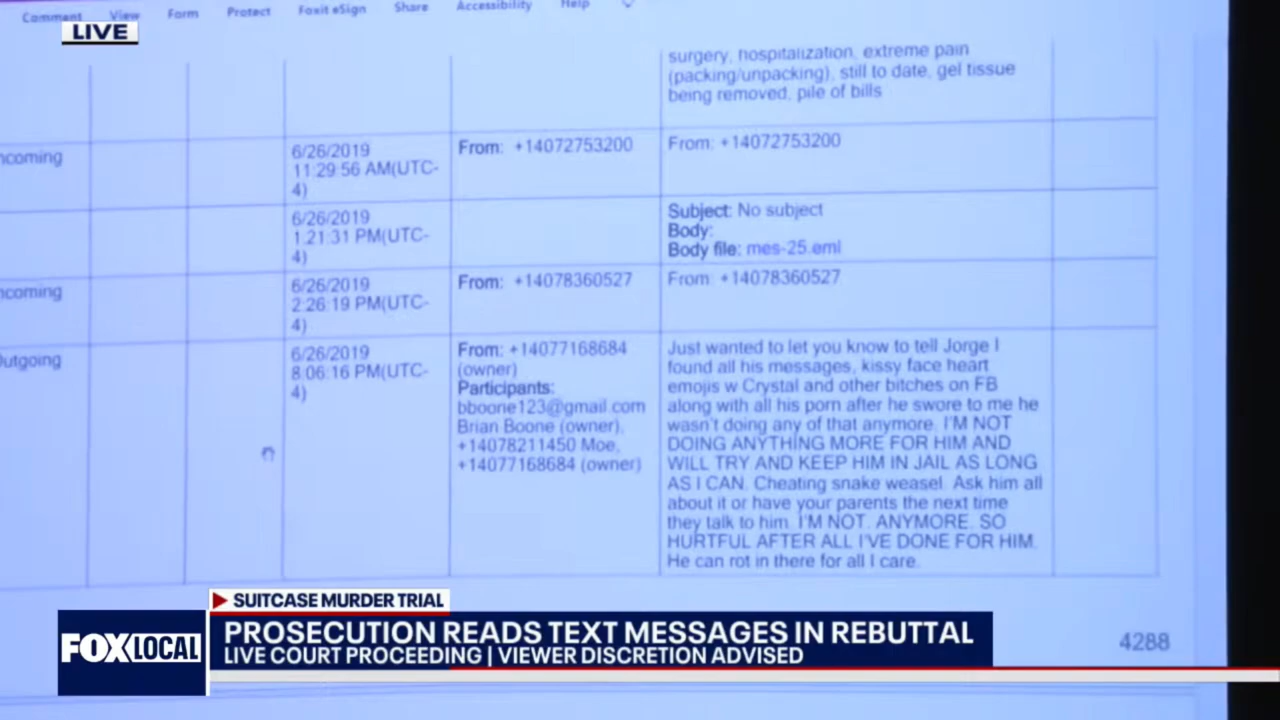 Comment View Form Protect Foxit eSign Share Accessibility Help
LIVE
surgery, hospitalization, extreme pain
(packing/unpacking), still to date, gel tissue
being removed, pile of bills
ncoming
6/26/2019
11:29:56 AM(UTC-
4)
From: +14072753200
From: +14072753200
6/26/2019
1:21:31 PM(UTC-
4)
Subject: No subject
Body:
Body file: mes-25.eml
ncoming
6/26/2019
2:26:19 PM(UTC-
4)
From: +14078360527
From: +14078360527
Outgoing
6/26/2019
8:06:16 PM(UTC-
4)
From: +14077168684
(owner)
Participants:
bboone123@gmail.com
Brian Boone (owner),
+14078211450 Moe,
+14077168684 (owner)
Just wanted to let you know to tell Jorge I
found all his messages, kissy face heart
emojis w Crystal and other bitches on FB
along with all his porn after he swore to me he
wasn't doing any of that anymore. I'M NOT
DOING ANYTHING MORE FOR HIM AND
WILL TRY AND KEEP HIM IN JAIL AS LONG
AS I CAN. Cheating snake weasel. Ask him all
about it or have your parents the next time
they talk to him. I'M NOT. ANYMORE. SO
HURTFUL AFTER ALL I'VE DONE FOR HIM.
He can rot in there for all I care.
4288
SUITCASE MURDER TRIAL
FOX LOCAL
PROSECUTION READS TEXT MESSAGES IN REBUTTAL
LIVE COURT PROCEEDING | VIEWER DISCRETION ADVISED